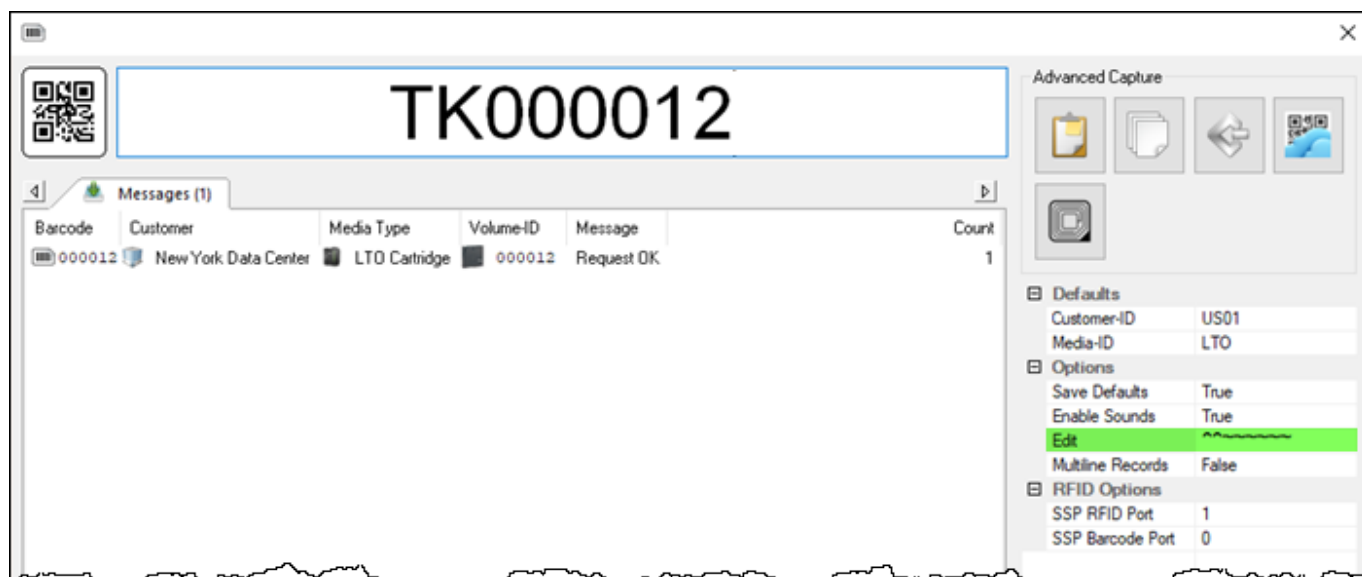 TK000012
Messages (1)
Barcode Customer Media Type Volume-ID Message Count
000012 New York Data Center LTO Cartridge 000012 Request OK 1
Advanced Capture
Defaults
Customer-ID US01
Media-ID LTO
Options
Save Defaults True
Enable Sounds True
Edit ^^~~~~~~
Multiline Records False
RFID Options
SSP RFID Port 1
SSP Barcode Port 0